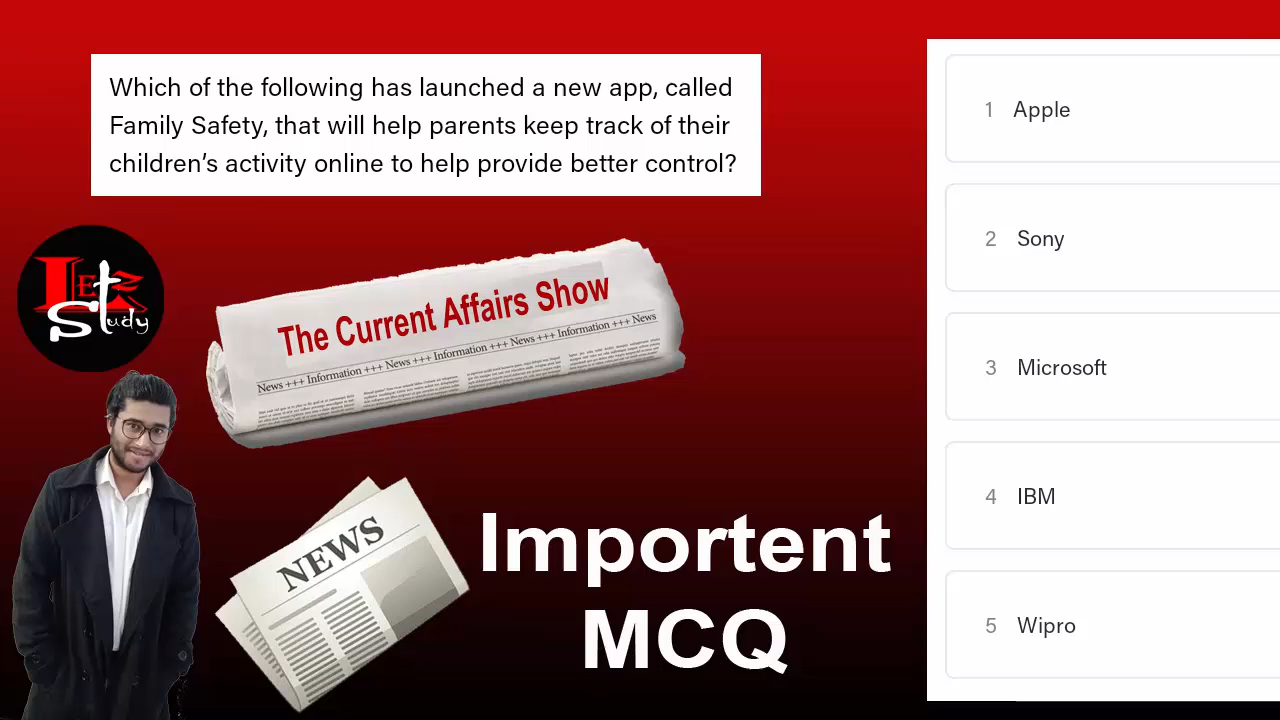 Which of the following has launched a new app, called
Family Safety, that will help parents keep track of their
children’s activity online to help provide better control?
1 Apple
2 Sony
3 Microsoft
4 IBM
5 Wipro
LET'S
Study
The Current Affairs Show
News +++ Information +++ News +++ Information +++ News +++ Information +++ News
NEWS
Importent
MCQ